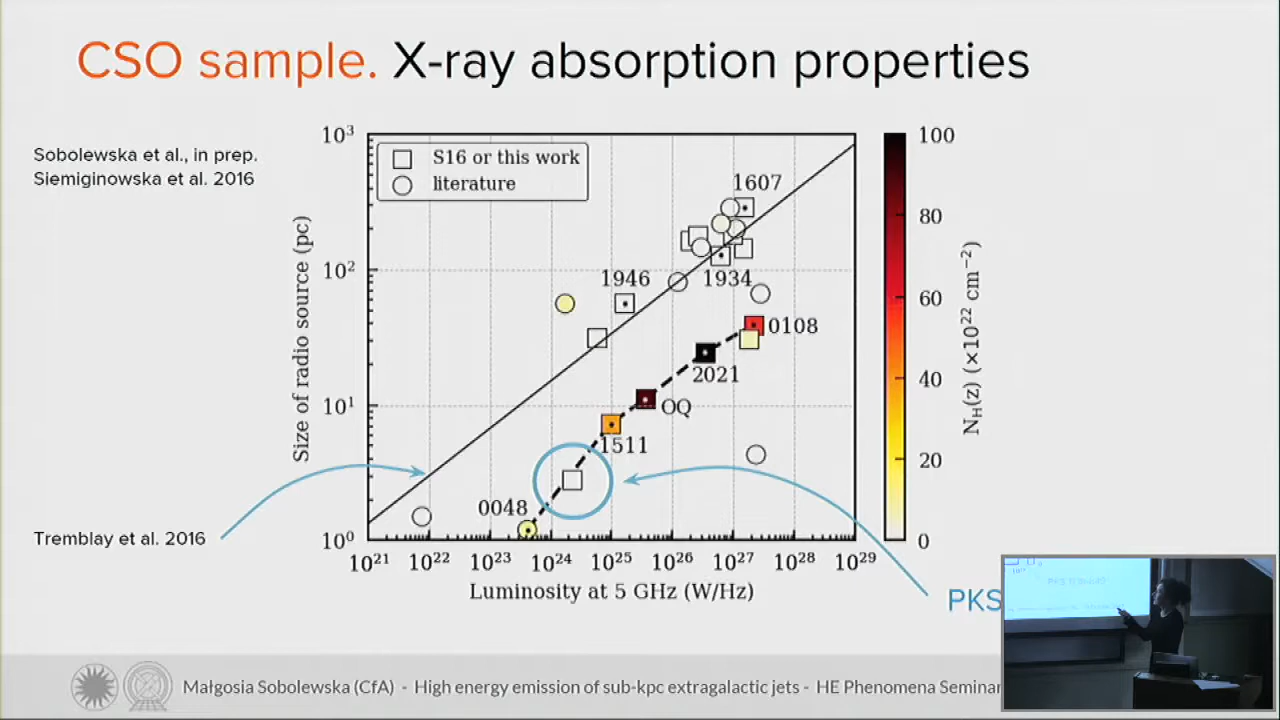 CSO sample. X-ray absorption properties
Sobolewska et al., in prep.
Siemiginowska et al. 2016
S16 or this work
literature
10³
10²
10¹
10⁰
Size of radio source (pc)
1607
1946
1934
0108
2021
OQ
1511
0048
10²¹ 10²² 10²³ 10²⁴ 10²⁵ 10²⁶ 10²⁷ 10²⁸ 10²⁹
Luminosity at 5 GHz (W/Hz)
100
80
60
40
20
0
N_H(z) (×10²² cm⁻²)
Tremblay et al. 2016
PKS
Małgosia Sobolewska (CfA) - High energy emission of sub-kpc extragalactic jets - HE Phenomena Seminar